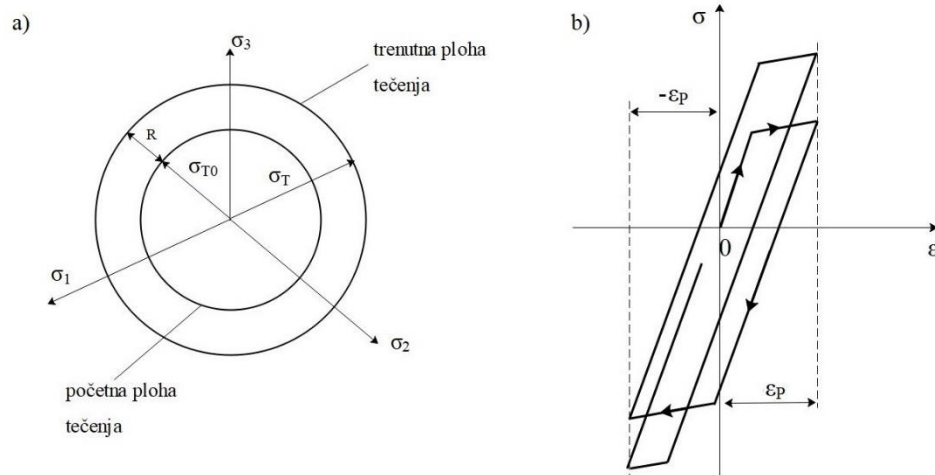 a)
σ3
trenutna ploha
tečenja
R
σT0
σT
σ1
σ2
početna ploha
tečenja
b)
σ
-εP
0
ε
εP